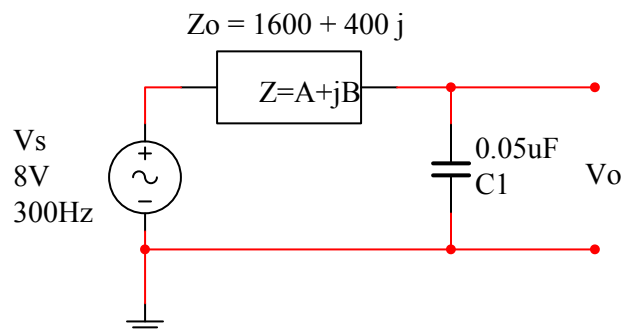 Zo = 1600 + 400 j
Z=A+jB
Vs
8V
300Hz
0.05uF
C1
Vo